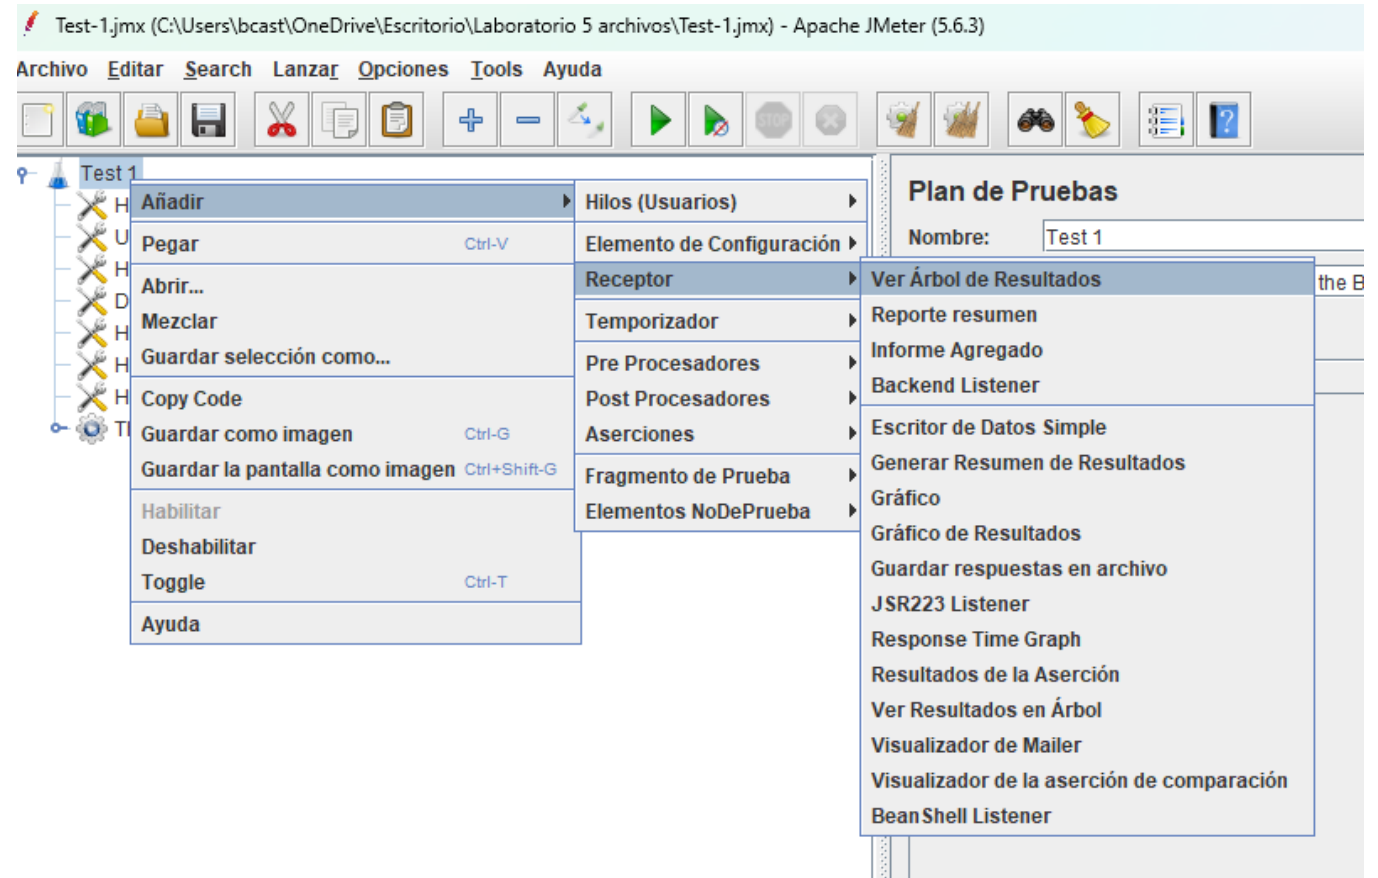 Test-1.jmx (C:\Users\bcast\OneDrive\Escritorio\Laboratorio 5 archivos\Test-1.jmx) - Apache JMeter (5.6.3)
Archivo Editar Search Lanzar Opciones Tools Ayuda
STOP
?
Test 1
H
U
H
D
H
H
H
Añadir
Pegar Ctrl-V
Abrir...
Mezclar
Guardar selección como...
Copy Code
Guardar como imagen Ctrl-G
Guardar la pantalla como imagen Ctrl+Shift-G
Habilitar
Deshabilitar
Toggle Ctrl-T
Ayuda
Hilos (Usuarios)
Elemento de Configuración
Receptor
Temporizador
Pre Procesadores
Post Procesadores
Aserciones
Fragmento de Prueba
Elementos NoDePrueba
Ver Árbol de Resultados
Reporte resumen
Informe Agregado
Backend Listener
Escritor de Datos Simple
Generar Resumen de Resultados
Gráfico
Gráfico de Resultados
Guardar respuestas en archivo
JSR223 Listener
Response Time Graph
Resultados de la Aserción
Ver Resultados en Árbol
Visualizador de Mailer
Visualizador de la aserción de comparación
BeanShell Listener
Plan de Pruebas
Nombre: Test 1
the B